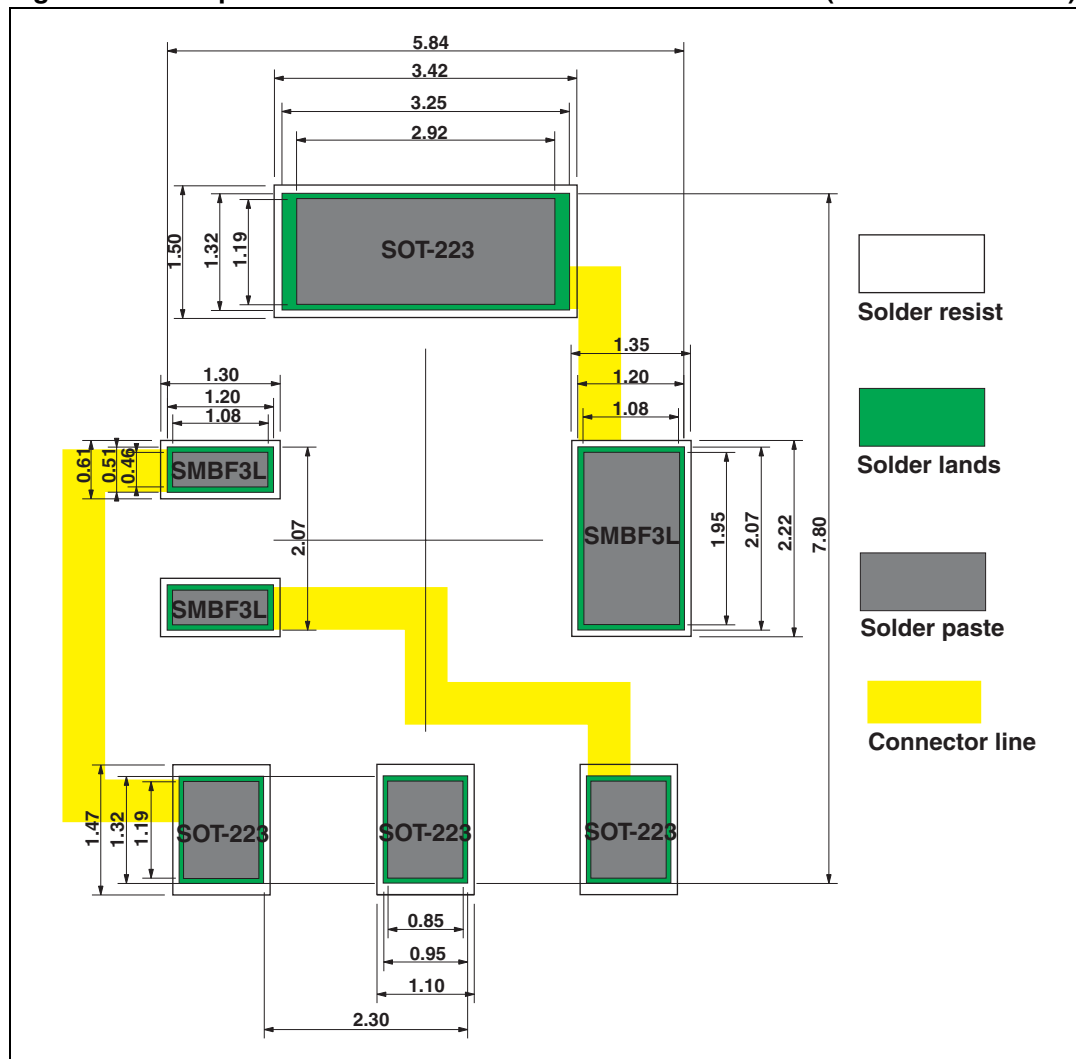 5.84
3.42
3.25
2.92
1.50
1.32
1.19
SOT-223
Solder resist
1.35
1.20
1.08
1.30
1.20
1.08
0.61
0.51
0.46
SMBF3L
Solder lands
2.07
SMBF3L
1.95
2.07
2.22
7.80
SMBF3L
Solder paste
Connector line
1.47
1.32
1.19
SOT-223
SOT-223
SOT-223
0.85
0.95
1.10
2.30